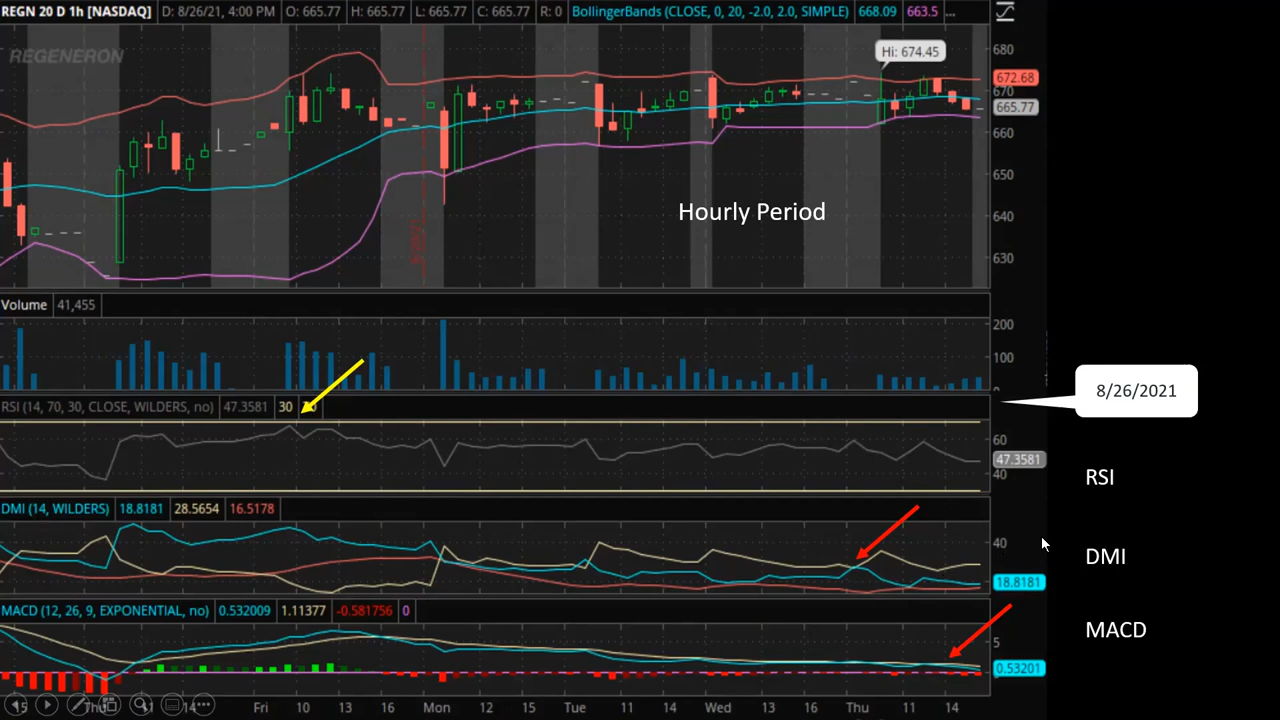 REGN 20 D 1h [NASDAQ] D: 8/26/21, 4:00 PM O: 665.77 H: 665.77 L: 665.77 C: 665.77 R: 0 BollingerBands (CLOSE, 0, 20, -2.0, 2.0, SIMPLE) 668.09 663.5 ...
REGENERON
Hi: 674.45
680
672.68
670
665.77
660
650
640
630
Hourly Period
Volume 41,455
200
100
8/26/2021
RSI (14, 70, 30, CLOSE, WILDERS, no) 47.3581 30
60
47.3581
40
RSI
DMI (14, WILDERS) 18.8181 28.5654 16.5178
40
18.8181
DMI
MACD (12, 26, 9, EXPONENTIAL, no) 0.532009 1.11377 -0.581756 0
5
0.53201
MACD
Thu 14 Fri 10 13 16 Mon 12 15 Tue 11 14 Wed 13 16 Thu 11 14